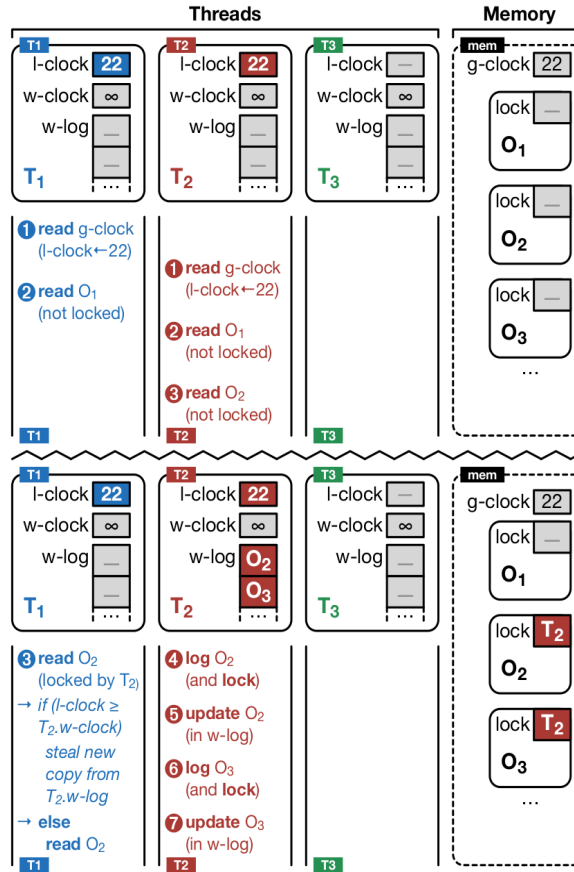 Threads
Memory
T1
l-clock 22
w-clock ∞
w-log _
_
T1 ...
T2
l-clock 22
w-clock ∞
w-log _
_
T2 ...
T3
l-clock —
w-clock ∞
w-log _
_
T3 ...
mem
g-clock 22
lock _
O1
lock _
O2
lock _
O3
...
1 read g-clock
(l-clock←22)
2 read O1
(not locked)
T1
1 read g-clock
(l-clock←22)
2 read O1
(not locked)
3 read O2
(not locked)
T2
T3
T1
l-clock 22
w-clock ∞
w-log _
_
T1 ...
T2
l-clock 22
w-clock ∞
w-log O2
O3
T2 ...
T3
l-clock —
w-clock ∞
w-log _
_
T3 ...
mem
g-clock 22
lock _
O1
lock T2
O2
lock T2
O3
...
3 read O2
(locked by T2)
→ if (l-clock ≥
T2.w-clock)
steal new
copy from
T2.w-log
→ else
read O2
T1
4 log O2
(and lock)
5 update O2
(in w-log)
6 log O3
(and lock)
7 update O3
(in w-log)
T2
T3